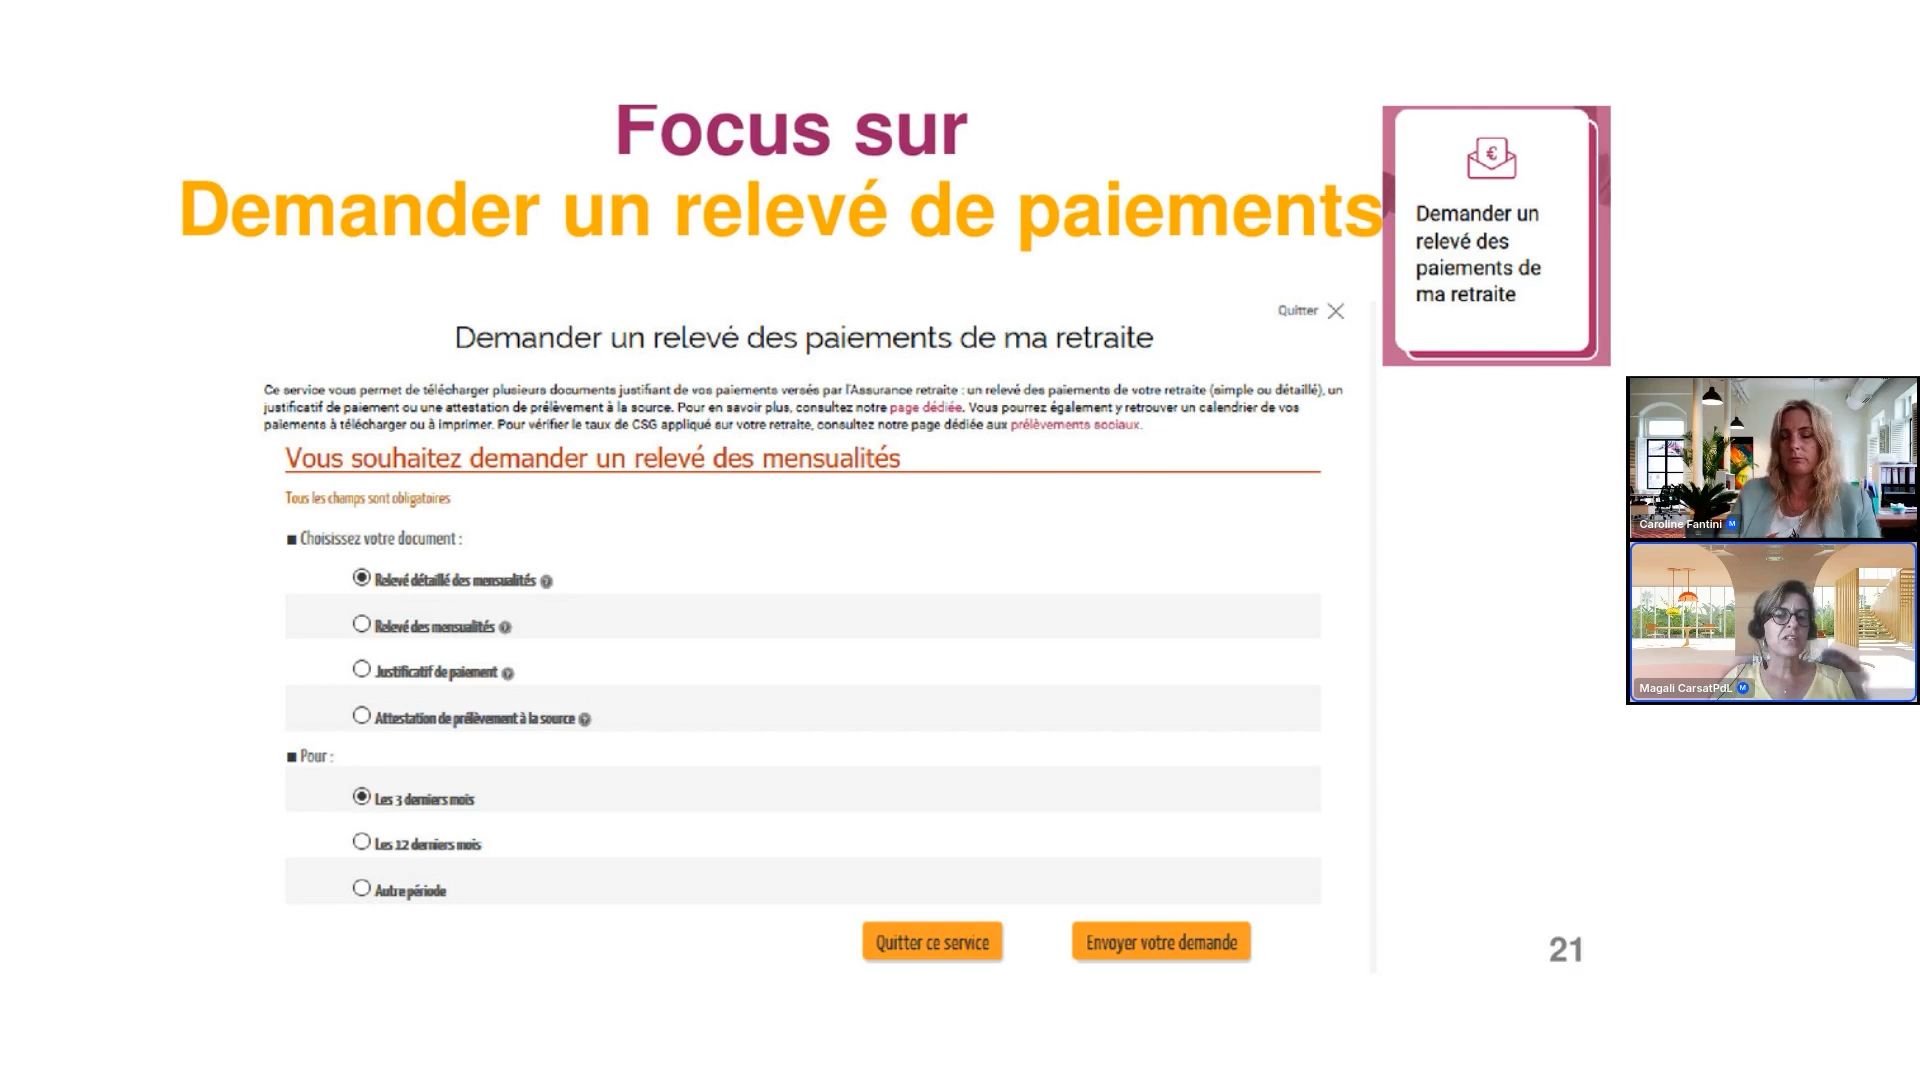 Focus sur
Demander un relevé de paiements
Demander un
relevé des
paiements de
ma retraite
Quitter
Demander un relevé des paiements de ma retraite
Ce service vous permet de télécharger plusieurs documents justifiant de vos paiements versés par l'Assurance retraite : un relevé des paiements de votre retraite (simple ou détaillé), un
justificatif de paiement ou une attestation de prélèvement à la source. Pour en savoir plus, consultez notre page dédiée. Vous pourrez également y retrouver un calendrier de vos
paiements à télécharger ou à imprimer. Pour vérifier le taux de CSG appliqué sur votre retraite, consultez notre page dédiée aux prélèvements sociaux.
Vous souhaitez demander un relevé des mensualités
Tous les champs sont obligatoires
Choisissez votre document :
Relevé détaillé des mensualités ?
Relevé des mensualités ?
Justificatif de paiement ?
Attestation de prélèvement à la source ?
Pour :
Les 3 derniers mois
Les 12 derniers mois
Autre période
Quitter ce service
Envoyer votre demande
21
Caroline Fantini M
Magali CarsatPdL M